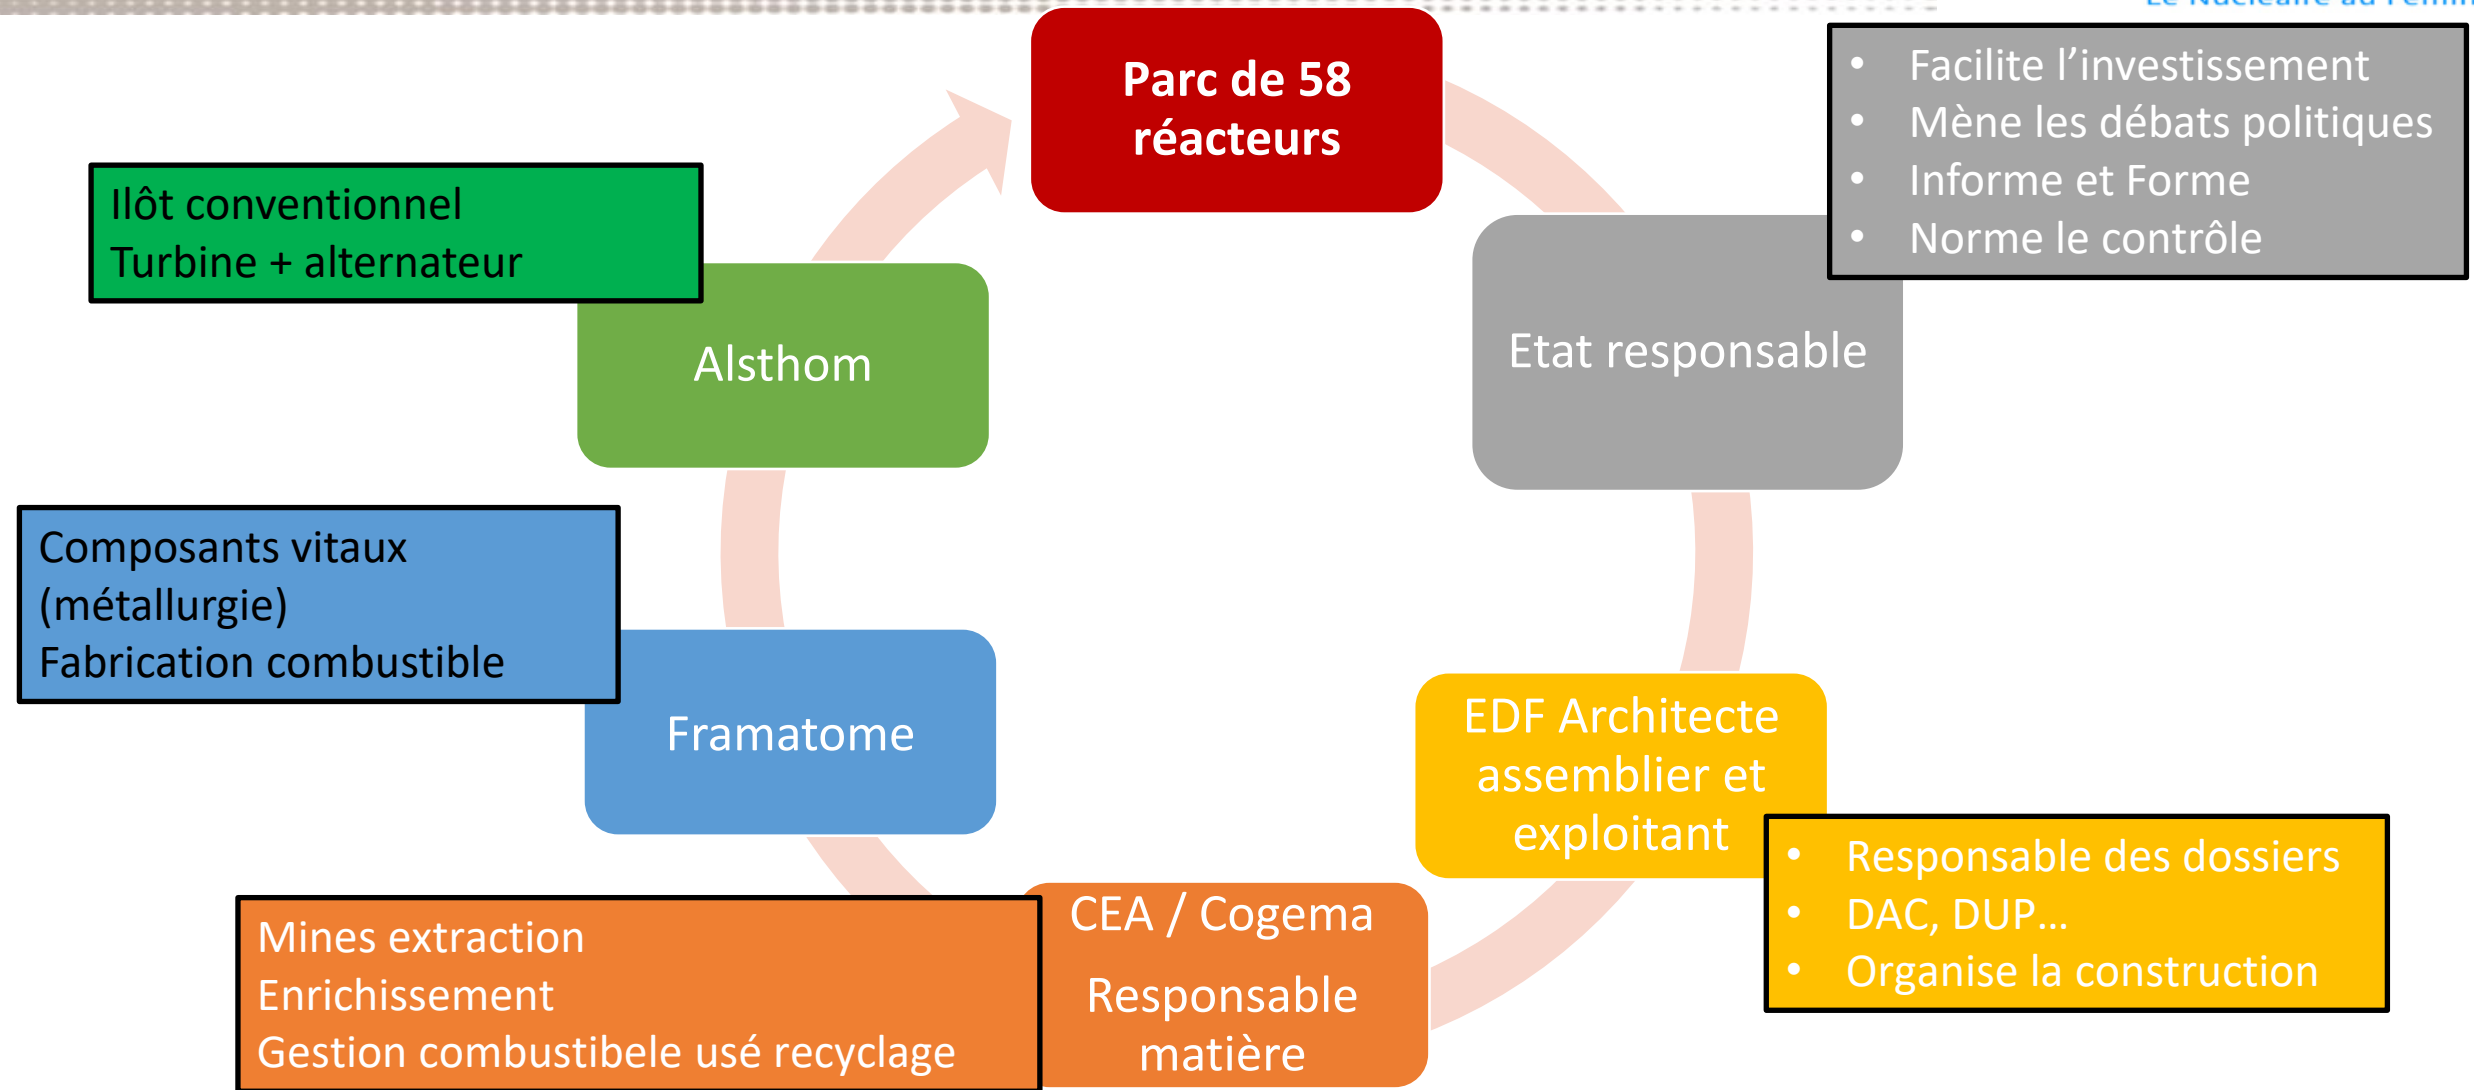 Parc de 58
réacteurs
• Facilite l’investissement
• Mène les débats politiques
• Informe et Forme
• Norme le contrôle
Etat responsable
EDF Architecte
assemblier et
exploitant
• Responsable des dossiers
• DAC, DUP...
• Organise la construction
CEA / Cogema
Responsable
matière
Mines extraction
Enrichissement
Gestion combustibele usé recyclage
Framatome
Composants vitaux
(métallurgie)
Fabrication combustible
Alsthom
Ilôt conventionnel
Turbine + alternateur